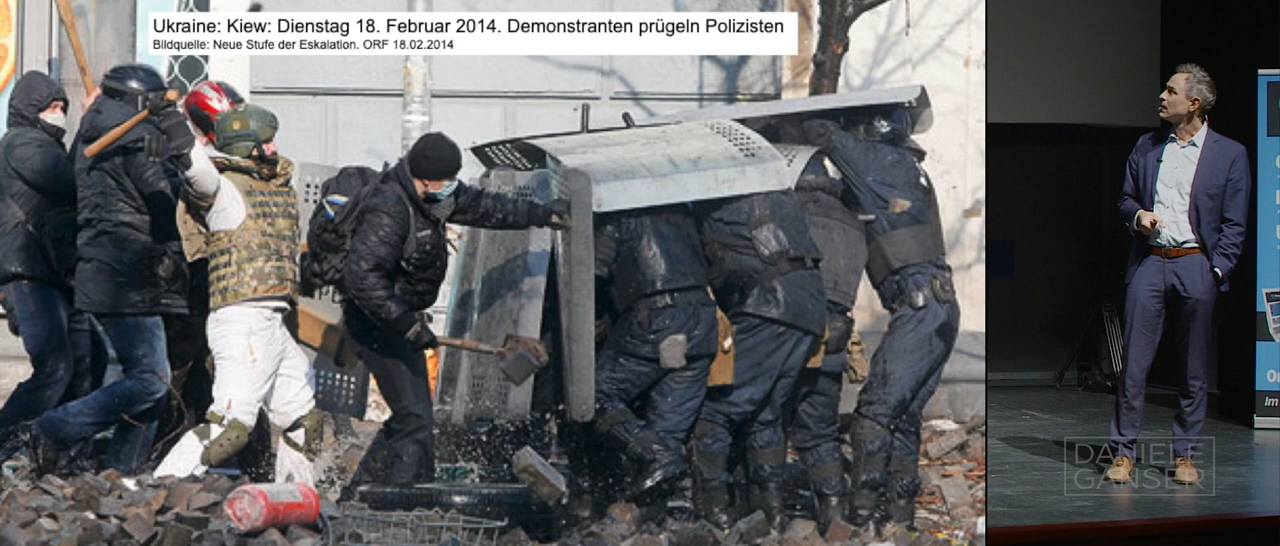 Ukraine: Kiew: Dienstag 18. Februar 2014. Demonstranten prügeln Polizisten
Bildquelle: Neue Stufe der Eskalation. ORF 18.02.2014
DANIELE
GANSER